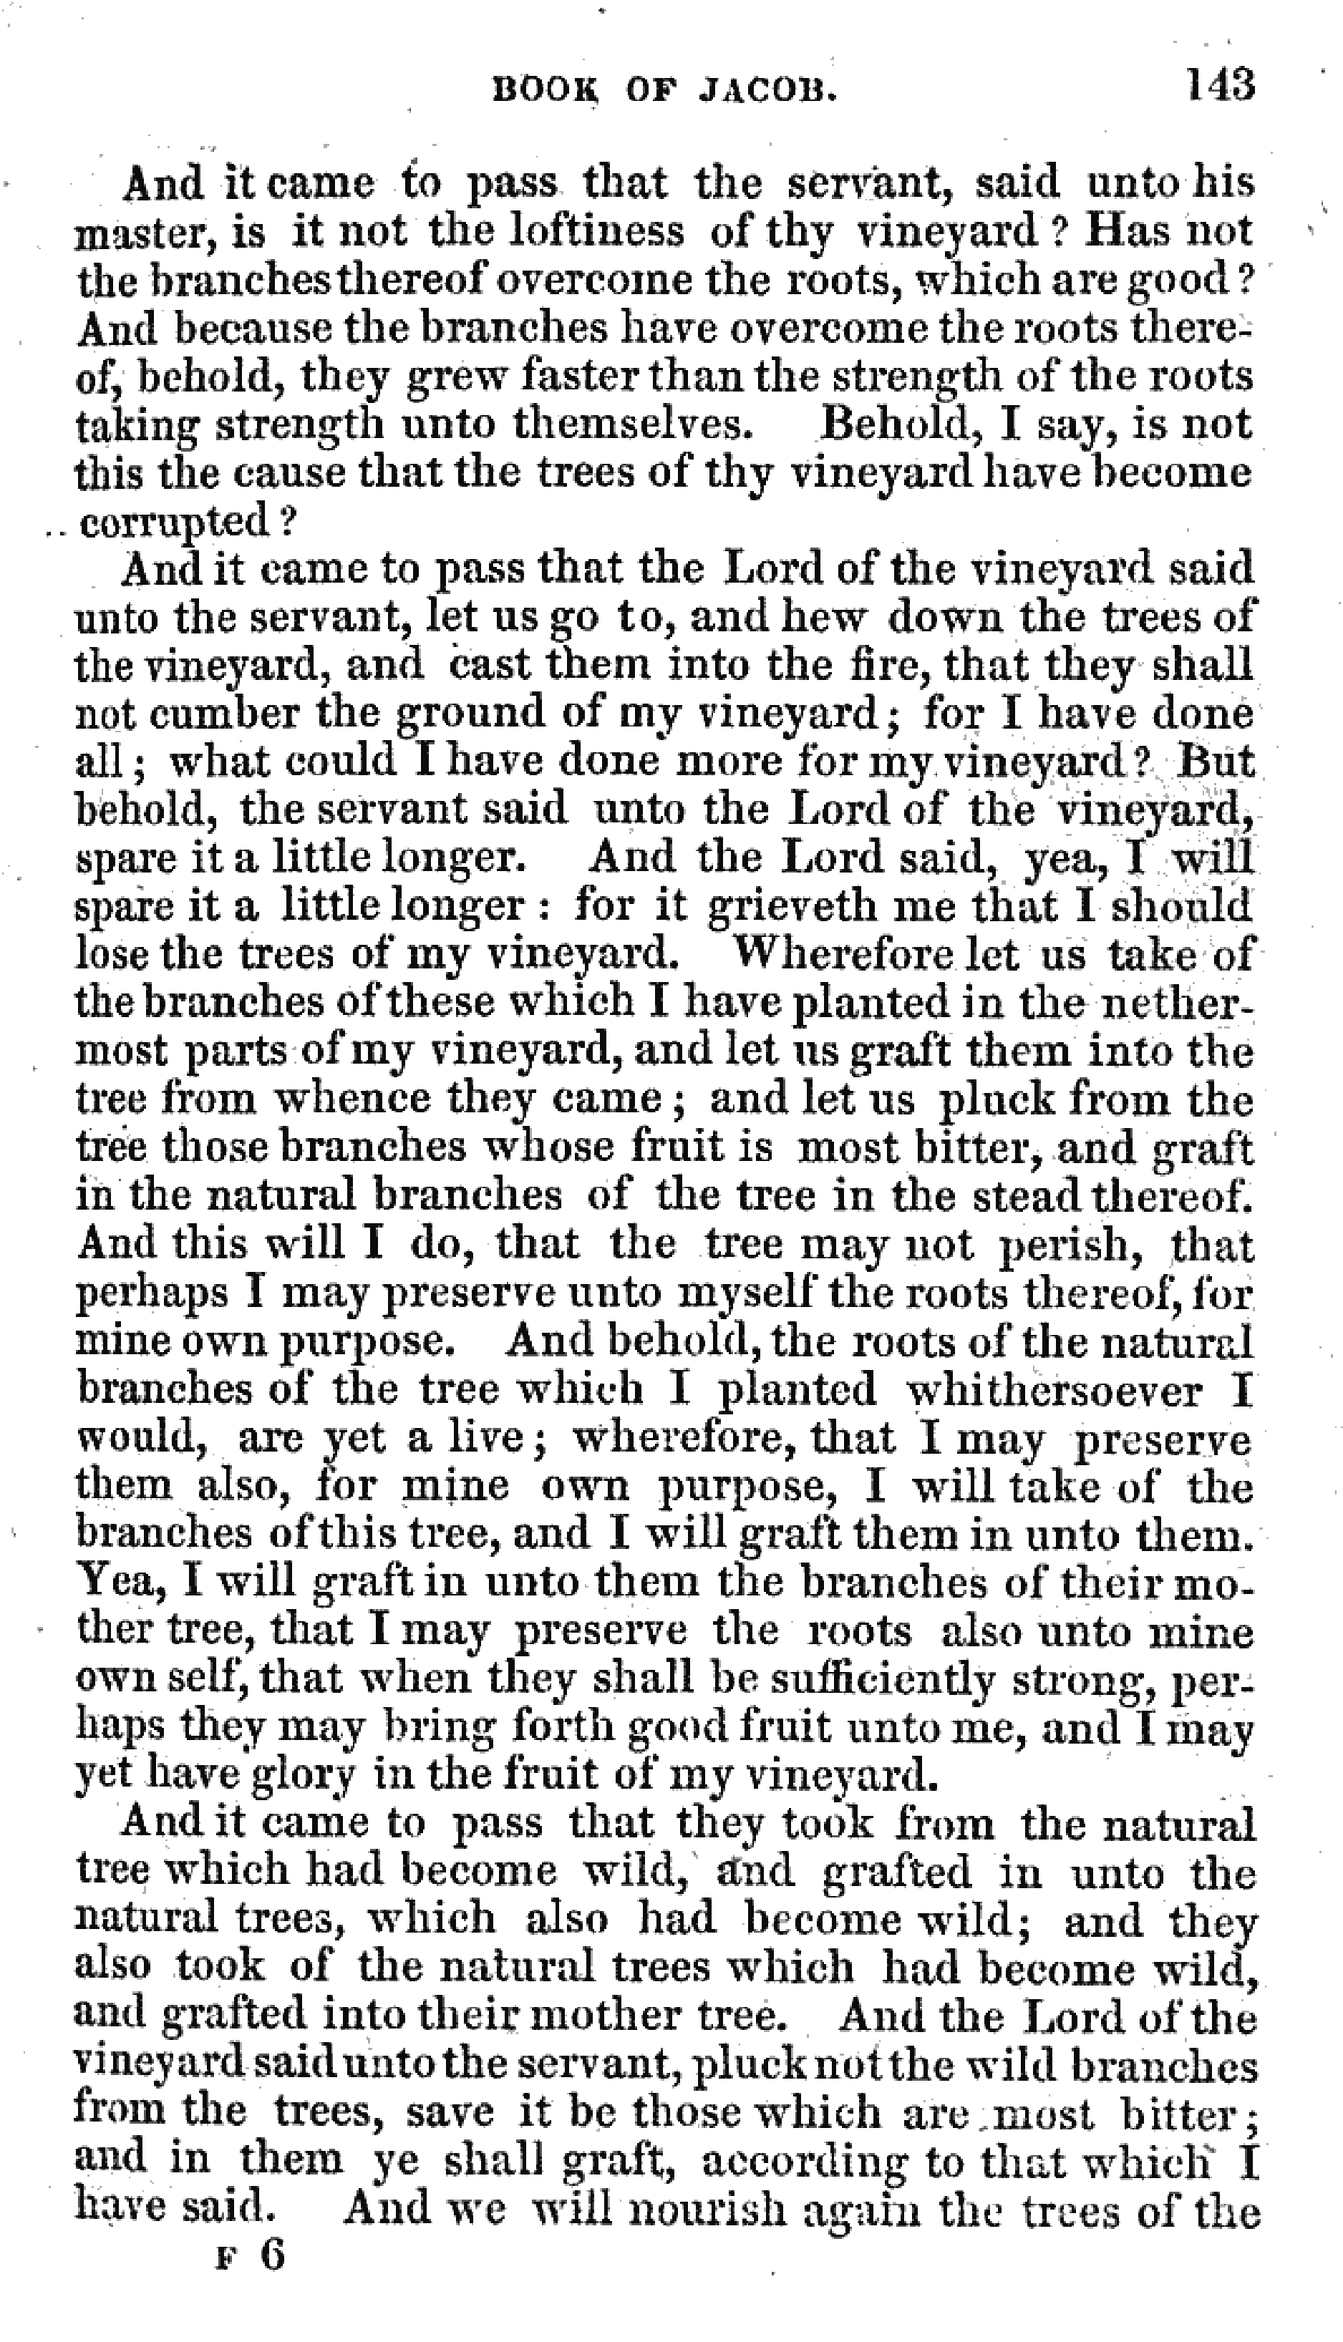 BOOK OF JACOB. 143
And it came to pass that the servant, said unto his
master, is it not the loftiness of thy vineyard? Has not
the branches thereof overcome the roots, which are good?
And because the branches have overcome the roots there-
of, behold, they grew faster than the strength of the roots
taking strength unto themselves. Behold, I say, is not
this the cause that the trees of thy vineyard have become
corrupted?
And it came to pass that the Lord of the vineyard said
unto the servant, let us go to, and hew down the trees of
the vineyard, and cast them into the fire, that they shall
not cumber the ground of my vineyard; for I have done
all; what could I have done more for my vineyard? But
behold, the servant said unto the Lord of the vineyard,
spare it a little longer. And the Lord said, yea, I will
spare it a little longer: for it grieveth me that I should
lose the trees of my vineyard. Wherefore let us take of
the branches of these which I have planted in the nether-
most parts of my vineyard, and let us graft them into the
tree from whence they came; and let us pluck from the
tree those branches whose fruit is most bitter, and graft
in the natural branches of the tree in the stead thereof.
And this will I do, that the tree may not perish, that
perhaps I may preserve unto myself the roots thereof, for
mine own purpose. And behold, the roots of the natural
branches of the tree which I planted whithersoever I
would, are yet a live; wherefore, that I may preserve
them also, for mine own purpose, I will take of the
branches of this tree, and I will graft them in unto them.
Yea, I will graft in unto them the branches of their mo-
ther tree, that I may preserve the roots also unto mine
own self, that when they shall be sufficiently strong, per-
haps they may bring forth good fruit unto me, and I may
yet have glory in the fruit of my vineyard.
And it came to pass that they took from the natural
tree which had become wild, and grafted in unto the
natural trees, which also had become wild; and they
also took of the natural trees which had become wild,
and grafted into their mother tree. And the Lord of the
vineyard said unto the servant, pluck not the wild branches
from the trees, save it be those which are most bitter;
and in them ye shall graft, according to that which I
have said. And we will nourish again the trees of the
F 6